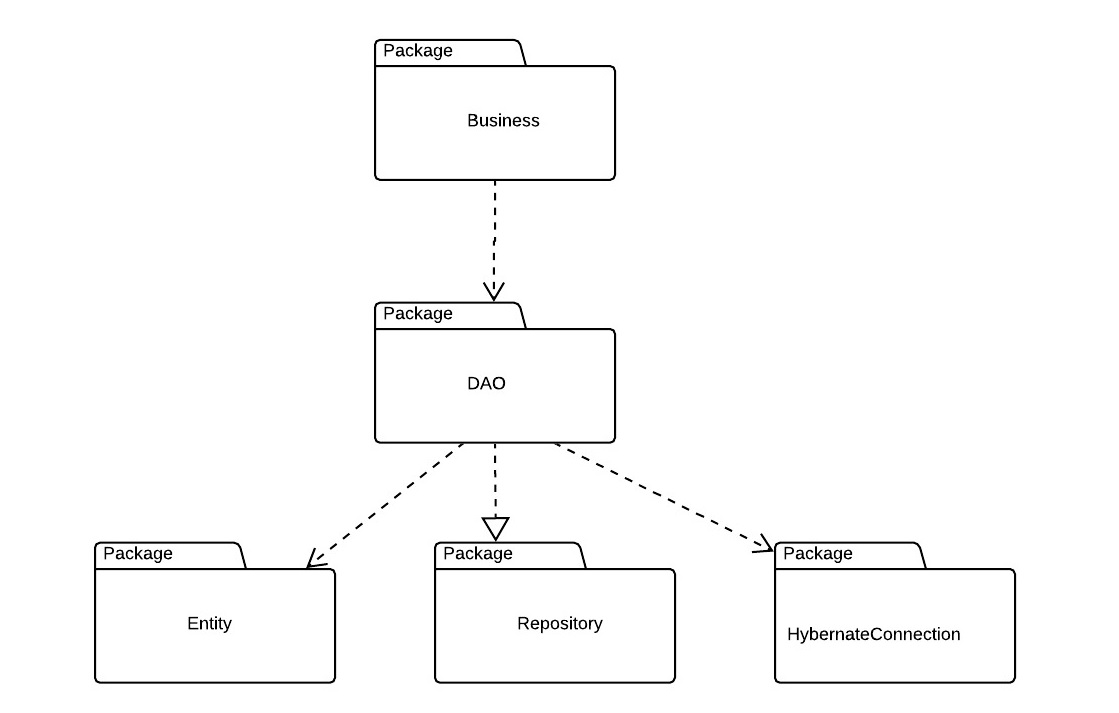 Package
Business
Package
DAO
Package
Entity
Package
Repository
Package
HybernateConnection